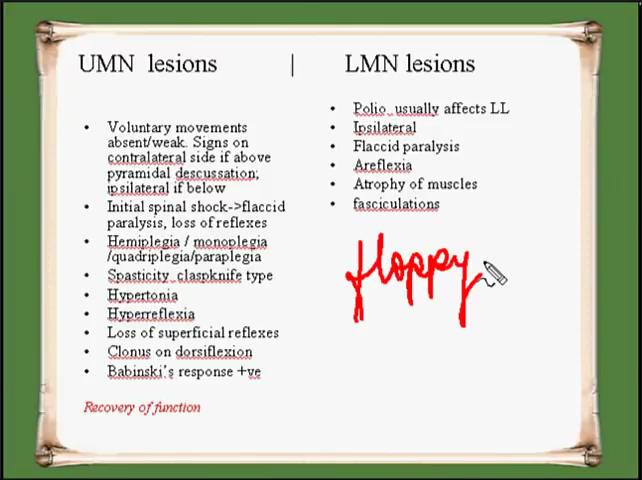 UMN lesions | LMN lesions
• Voluntary movements
absent/weak. Signs on
contralateral side if above
pyramidal descussation;
ipsilateral if below
• Initial spinal shock->flaccid
paralysis, loss of reflexes
• Hemiplegia / monoplegia
/quadriplegia/paraplegia
• Spasticity claspknife type
• Hypertonia
• Hyperreflexia
• Loss of superficial reflexes
• Clonus on dorsiflexion
• Babinski's response +ve
Recovery of function
• Polio usually affects LL
• Ipsilateral
• Flaccid paralysis
• Areflexia
• Atrophy of muscles
• fasciculations
floppy